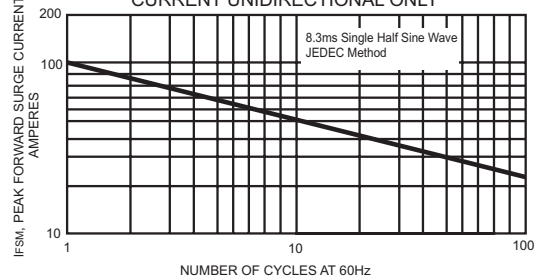 CURRENT UNIDIRECTIONAL ONLY
IFSM, PEAK FORWARD SURGE CURRENT
AMPERES
200
100
10
8.3ms Single Half Sine Wave
JEDEC Method
1
10
100
NUMBER OF CYCLES AT 60Hz